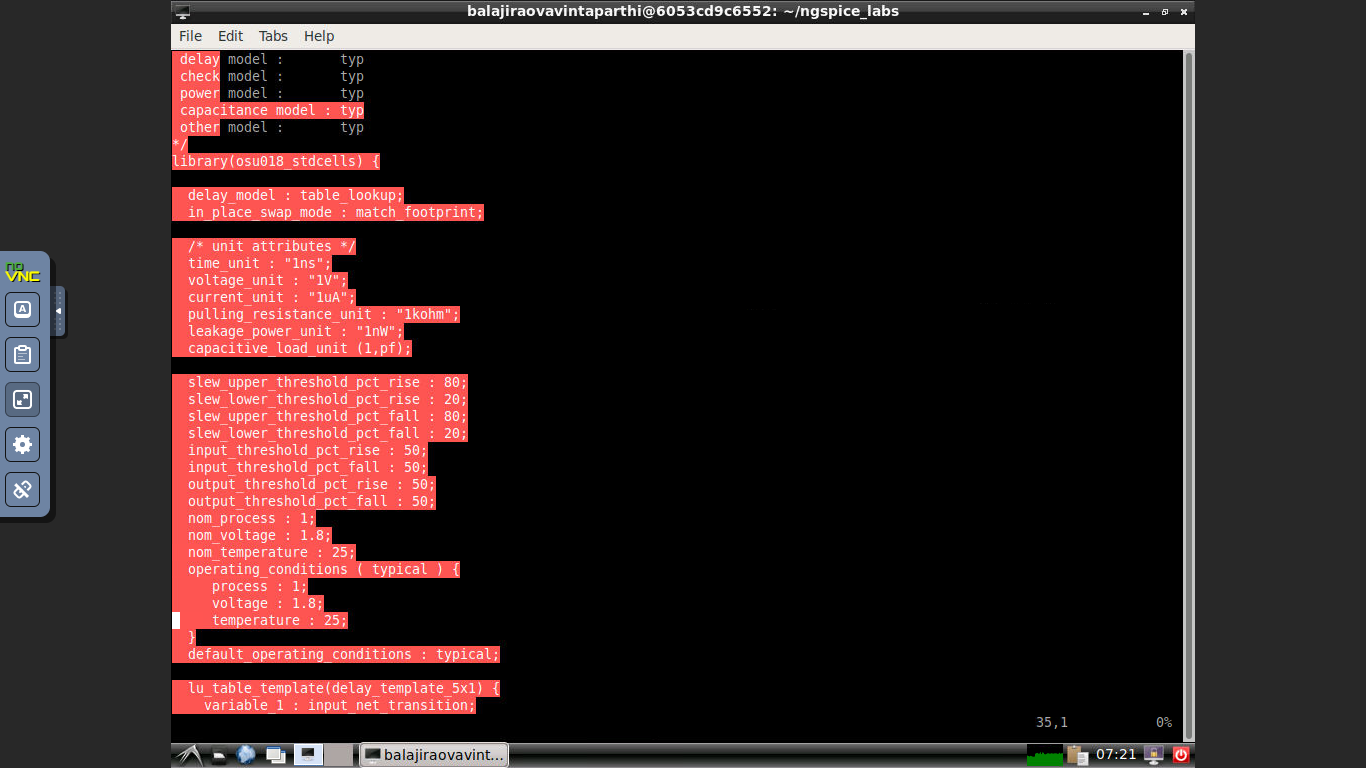 balajiraovavintaparthi@6053cd9c6552: ~/ngspice_labs
File Edit Tabs Help
delay model :       typ
check model :       typ
power model :       typ
capacitance model : typ
other model :       typ
*/
library(osu018_stdcells) {
delay_model : table_lookup;
in_place_swap_mode : match_footprint;
/* unit attributes */
time_unit : "1ns";
voltage_unit : "1V";
current_unit : "1uA";
pulling_resistance_unit : "1kohm";
leakage_power_unit : "1nW";
capacitive_load_unit (1,pf);
slew_upper_threshold_pct_rise : 80;
slew_lower_threshold_pct_rise : 20;
slew_upper_threshold_pct_fall : 80;
slew_lower_threshold_pct_fall : 20;
input_threshold_pct_rise : 50;
input_threshold_pct_fall : 50;
output_threshold_pct_rise : 50;
output_threshold_pct_fall : 50;
nom_process : 1;
nom_voltage : 1.8;
nom_temperature : 25;
operating_conditions ( typical ) {
process : 1;
voltage : 1.8;
temperature : 25;
}
default_operating_conditions : typical;
lu_table_template(delay_template_5x1) {
variable_1 : input_net_transition;
35,1 0%
no
VNC
A
balajiraovavint...
07:21